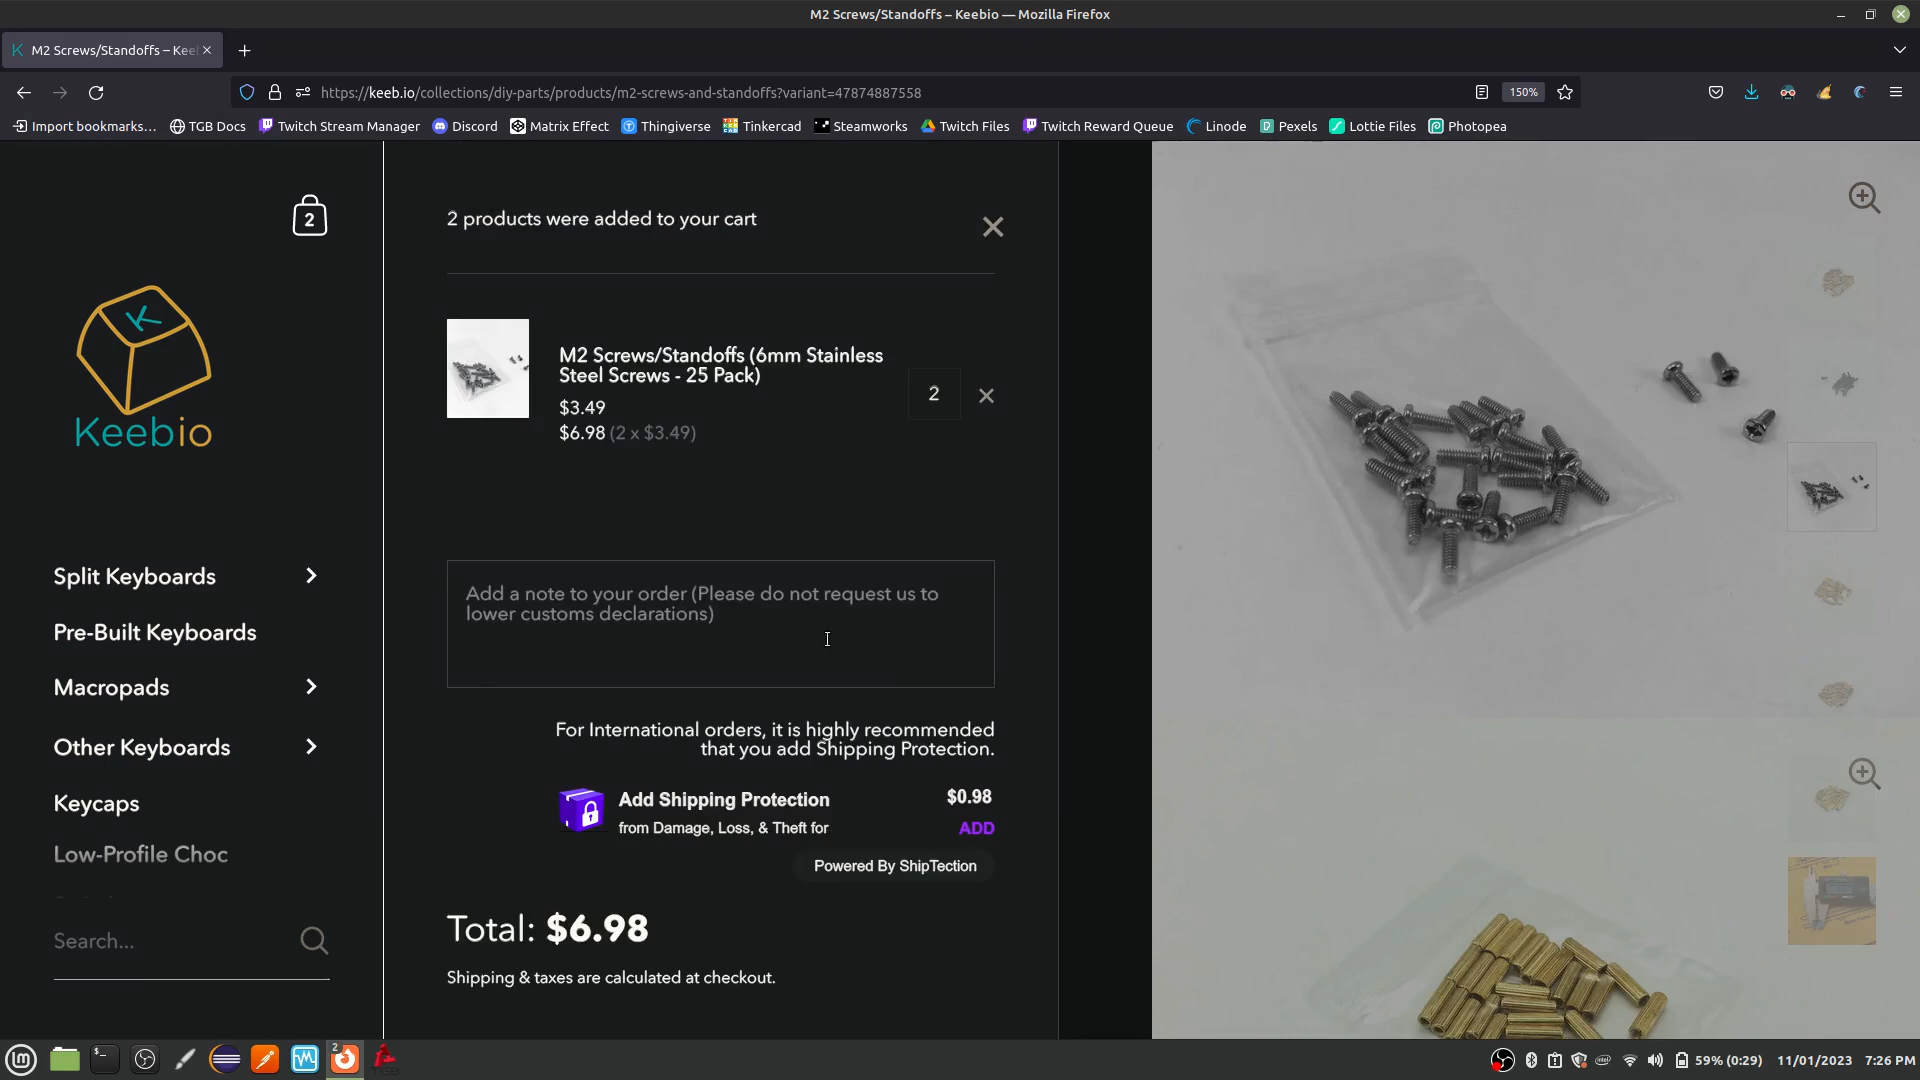 M2 Screws/Standoffs – Keebio — Mozilla Firefox
M2 Screws/Standoffs – Kee
https://keeb.io/collections/diy-parts/products/m2-screws-and-standoffs?variant=47874887558
150%
Import bookmarks...
TGB Docs
Twitch Stream Manager
Discord
Matrix Effect
Thingiverse
Tinkercad
Steamworks
Twitch Files
Twitch Reward Queue
Linode
Pexels
Lottie Files
Photopea
2
K
Keebio
Split Keyboards
Pre-Built Keyboards
Macropads
Other Keyboards
Keycaps
Low-Profile Choc
Search...
2 products were added to your cart
M2 Screws/Standoffs (6mm Stainless
Steel Screws - 25 Pack)
$3.49
$6.98 (2 x $3.49)
2
Add a note to your order (Please do not request us to
lower customs declarations)
For International orders, it is highly recommended
that you add Shipping Protection.
Add Shipping Protection
$0.98
from Damage, Loss, & Theft for
ADD
Powered By ShipTection
Total: $6.98
Shipping & taxes are calculated at checkout.
2
59% (0:29)
11/01/2023
7:26 PM